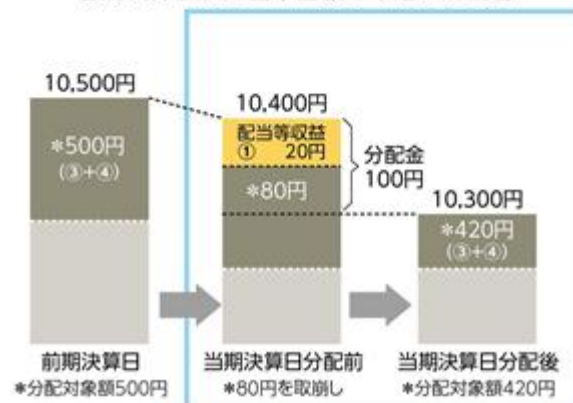 10,500円
*500円
(③+④)
前期決算日
*分配対象額500円
10,400円
配当等収益
① 20円
*80円
分配金
100円
当期決算日分配前
*80円を取崩し
10,300円
*420円
(③+④)
当期決算日分配後
*分配対象額420円